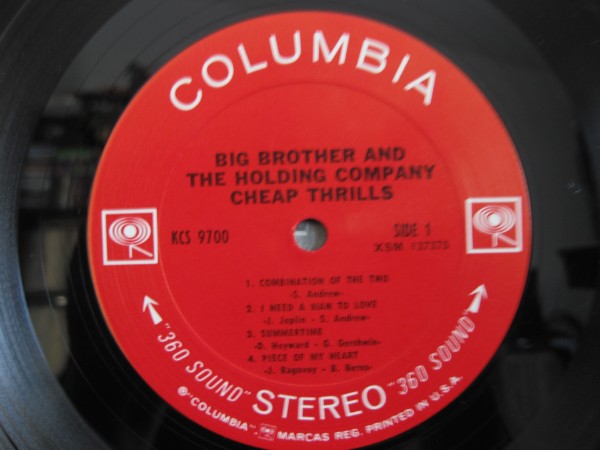 COLUMBIA
BIG BROTHER AND
THE HOLDING COMPANY
CHEAP THRILLS
KCS 9700
SIDE 1
XSM 137375
1. COMBINATION OF THE TWO
-S. Andrew-
2. I NEED A MAN TO LOVE
-J. Joplin - S. Andrew-
3. SUMMERTIME
-D. Heyward - G. Gershwin-
4. PIECE OF MY HEART
-J. Ragovoy - B. Berns-
"360 SOUND" STEREO "360 SOUND"
℗ "COLUMBIA", MARCAS REG. PRINTED IN U.S.A.